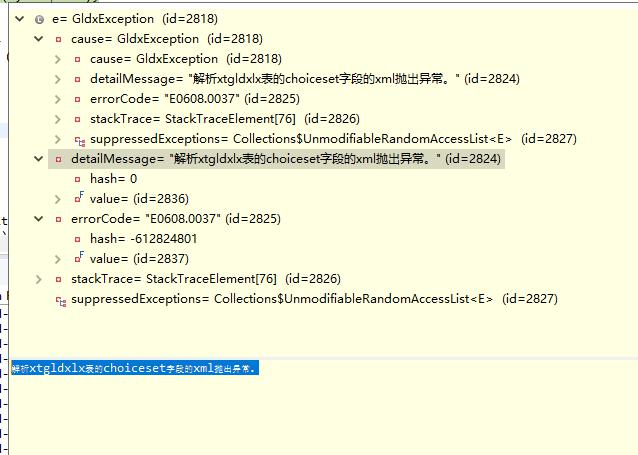 e= GldxException (id=2818)
cause= GldxException (id=2818)
cause= GldxException (id=2818)
detailMessage= "解析xtgldxlx表的choiceset字段的xml抛出异常。" (id=2824)
errorCode= "E0608.0037" (id=2825)
stackTrace= StackTraceElement[76] (id=2826)
suppressedExceptions= Collections$UnmodifiableRandomAccessList<E> (id=2827)
detailMessage= "解析xtgldxlx表的choiceset字段的xml抛出异常。" (id=2824)
hash= 0
value= (id=2836)
errorCode= "E0608.0037" (id=2825)
hash= -612824801
value= (id=2837)
stackTrace= StackTraceElement[76] (id=2826)
suppressedExceptions= Collections$UnmodifiableRandomAccessList<E> (id=2827)
解析xtgldxlx表的choiceset字段的xml抛出异常。